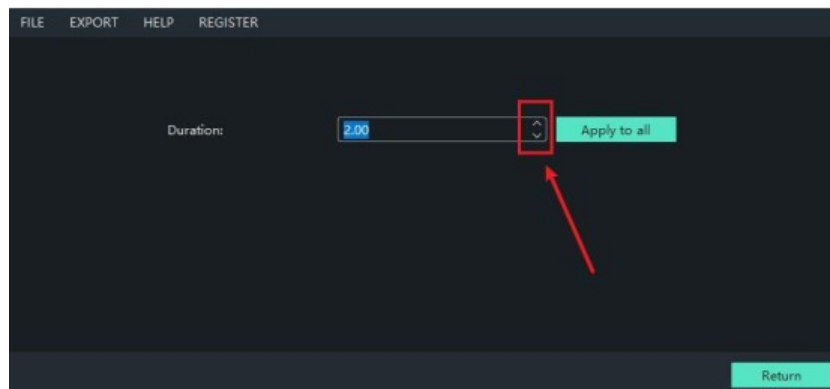 FILE EXPORT HELP REGISTER
Duration: 2.00 Apply to all
Return